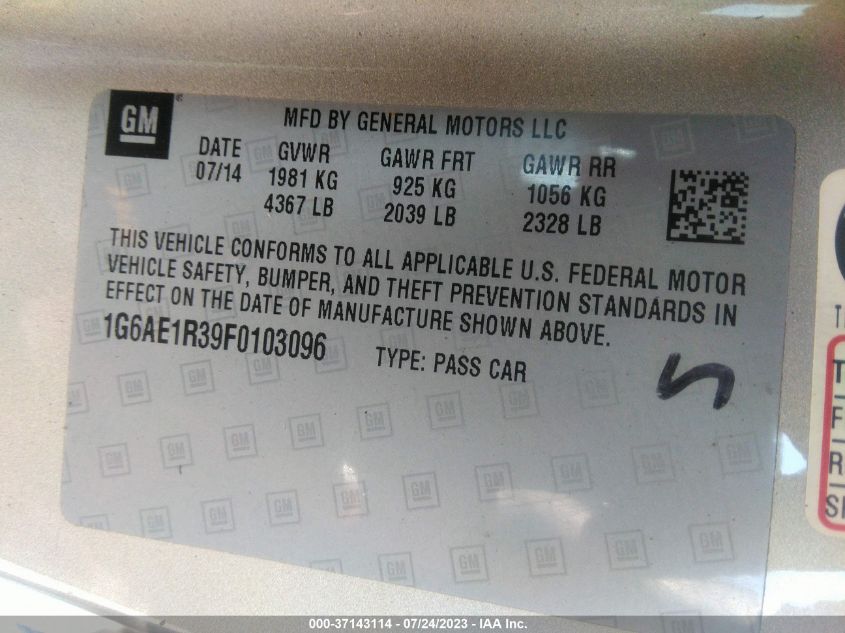 GM
MFD BY GENERAL MOTORS LLC
DATE GVWR GAWR FRT GAWR RR
07/14 1981 KG 925 KG 1056 KG
4367 LB 2039 LB 2328 LB
THIS VEHICLE CONFORMS TO ALL APPLICABLE U.S. FEDERAL MOTOR
VEHICLE SAFETY, BUMPER, AND THEFT PREVENTION STANDARDS IN
EFFECT ON THE DATE OF MANUFACTURE SHOWN ABOVE.
1G6AE1R39F0103096 TYPE: PASS CAR
000-37143114 - 07/24/2023 - IAA Inc.